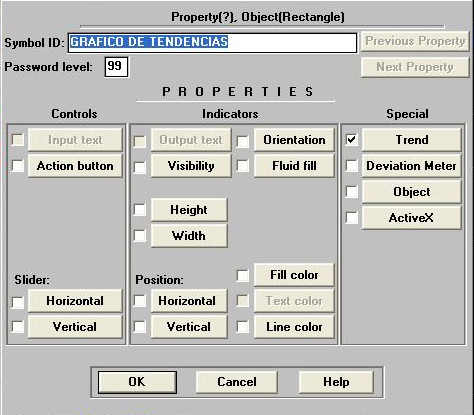 Property(?), Object(Rectangle)
Symbol ID: GRAFICO DE TENDENCIAS Previous Property
Password level: 99 Next Property
PROPERTIES
Controls Indicators Special
Input text Output text Orientation Trend
Action button Visibility Fluid fill Deviation Meter
Object
Height ActiveX
Width
Slider: Position: Fill color
Horizontal Horizontal Text color
Vertical Vertical Line color
OK Cancel Help